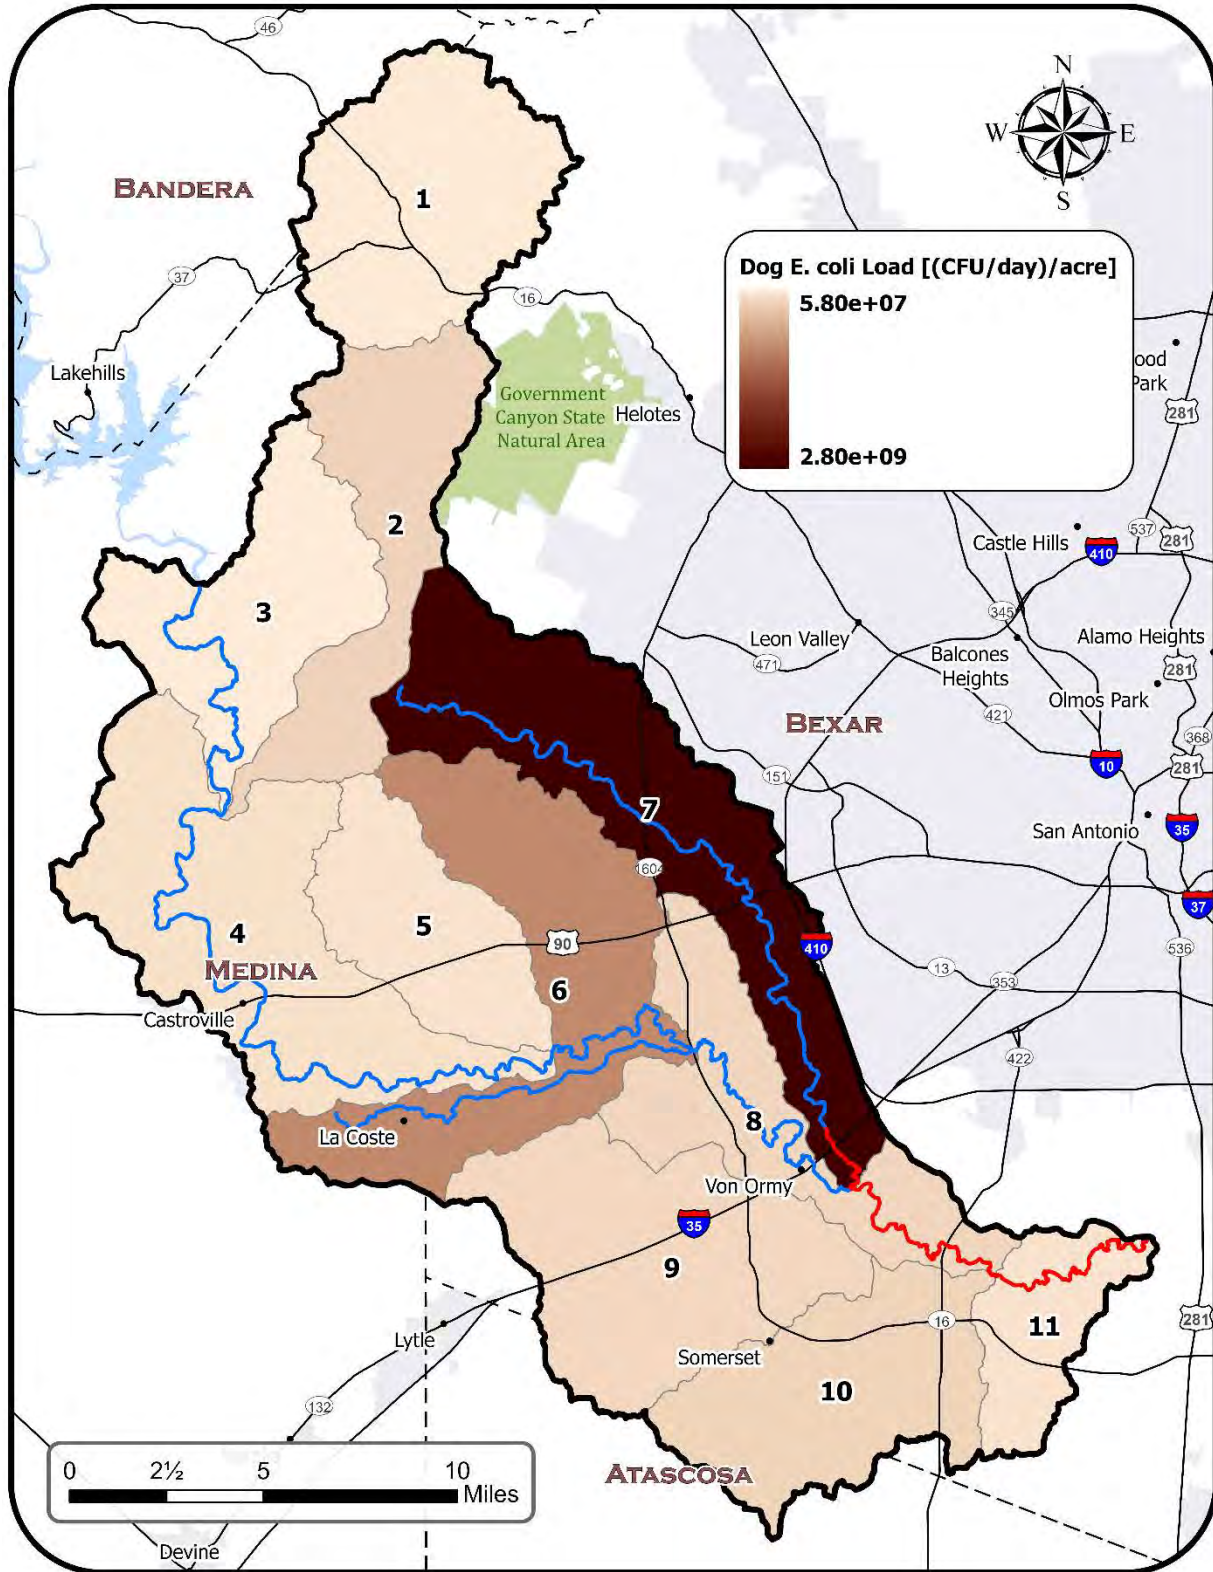 46
N
W
E
S
BANDERA
1
Dog E. coli Load [(CFU/day)/acre]
5.80e+07
2.80e+09
37
16
Lakehills
Government
Canyon State
Natural Area
Helotes
ood
Park
281
2
Castle Hills
537
281
410
3
345
Leon Valley
471
Balcones
Heights
Alamo Heights
281
Olmos Park
421
BEXAR
368
151
10
281
7
San Antonio
35
1604
37
4
5
90
410
MEDINA
6
13
353
536
Castroville
422
La Coste
8
Von Ormy
35
9
16
11
281
Lytle
Somerset
10
132
ATASCOSA
0
2½
5
10
Miles
Devine